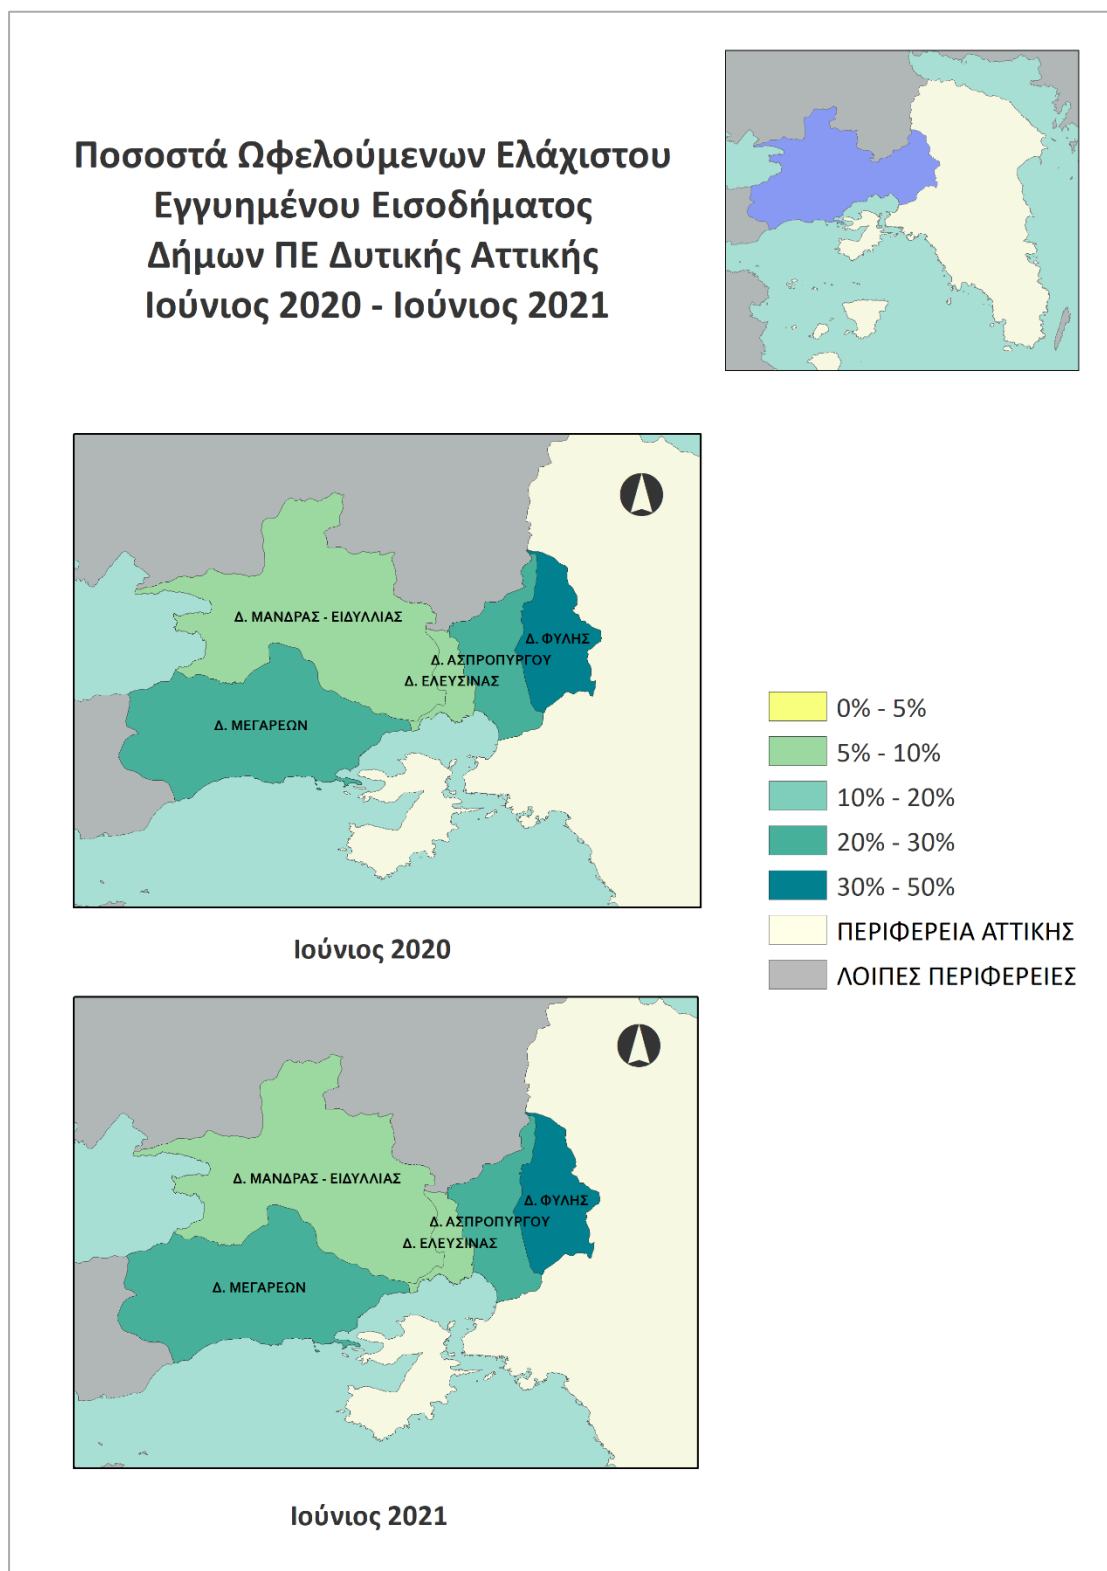 Ποσοστά Ωφελούμενων Ελάχιστου
Εγγυημένου Εισοδήματος
Δήμων ΠΕ Δυτικής Αττικής
Ιούνιος 2020 - Ιούνιος 2021
Δ. ΜΑΝΔΡΑΣ - ΕΙΔΥΛΛΙΑΣ
Δ. ΦΥΛΗΣ
Δ. ΑΣΠΡΟΠΥΡΓΟΥ
Δ. ΕΛΕΥΣΙΝΑΣ
Δ. ΜΕΓΑΡΕΩΝ
Ιούνιος 2020
0% - 5%
5% - 10%
10% - 20%
20% - 30%
30% - 50%
ΠΕΡΙΦΕΡΕΙΑ ΑΤΤΙΚΗΣ
ΛΟΙΠΕΣ ΠΕΡΙΦΕΡΕΙΕΣ
Δ. ΜΑΝΔΡΑΣ - ΕΙΔΥΛΛΙΑΣ
Δ. ΦΥΛΗΣ
Δ. ΑΣΠΡΟΠΥΡΓΟΥ
Δ. ΕΛΕΥΣΙΝΑΣ
Δ. ΜΕΓΑΡΕΩΝ
Ιούνιος 2021